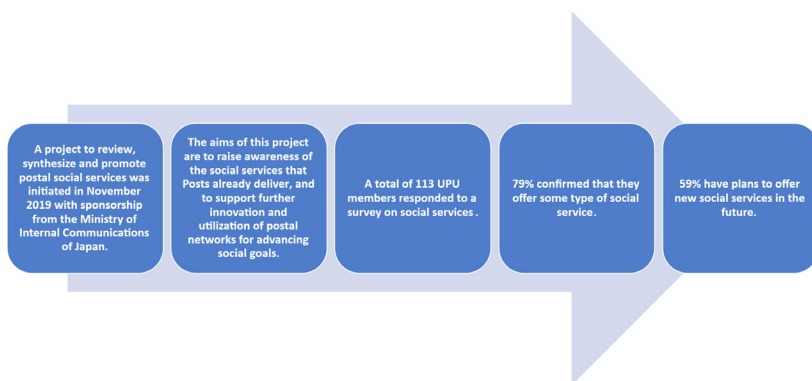 A project to review,
synthesize and promote
postal social services was
initiated in November
2019 with sponsorship
from the Ministry of
Internal Communications
of Japan.
The aims of this project
are to raise awareness of
the social services that
Posts already deliver, and
to support further
innovation and
utilization of postal
networks for advancing
social goals.
A total of 113 UPU
members responded to a
survey on social services .
79% confirmed that they
offer some type of social
service.
59% have plans to offer
new social services in the
future.